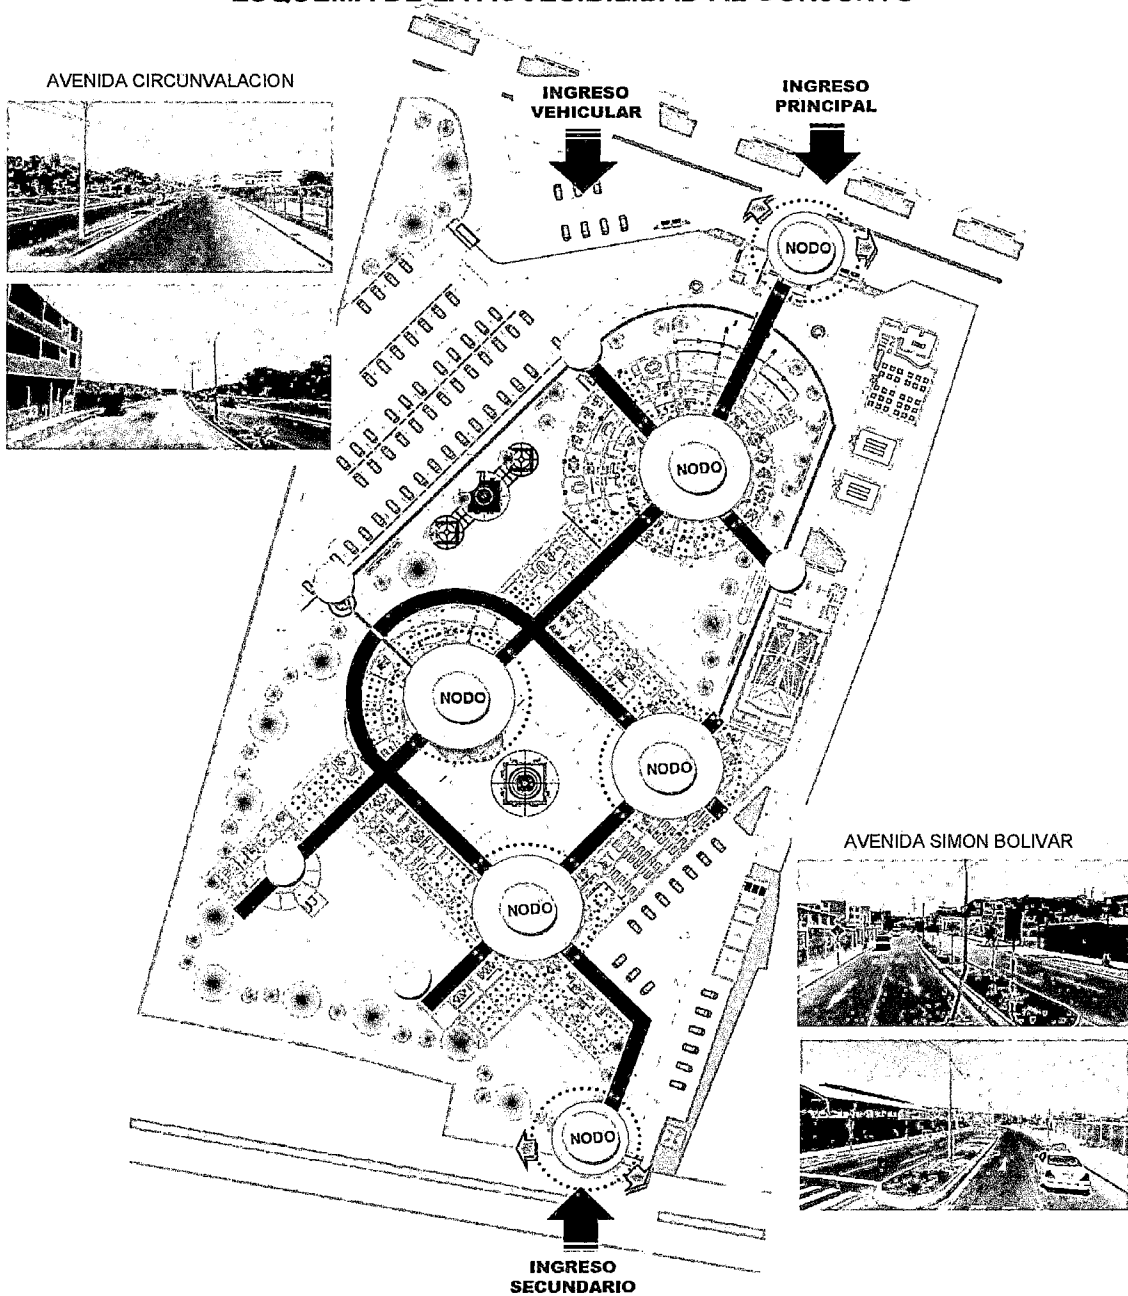 AVENIDA CIRCUNVALACION
INGRESO
VEHICULAR
INGRESO
PRINCIPAL
NODO
NODO
NODO
NODO
AVENIDA SIMON BOLIVAR
NODO
NODO
INGRESO
SECUNDARIO